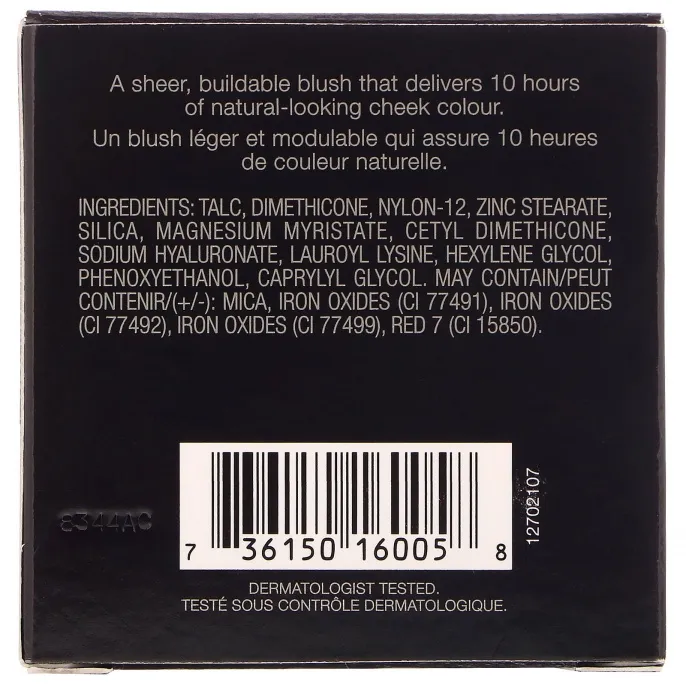 A sheer, buildable blush that delivers 10 hours
of natural-looking cheek colour.
Un blush léger et modulable qui assure 10 heures
de couleur naturelle.
INGREDIENTS: TALC, DIMETHICONE, NYLON-12, ZINC STEARATE,
SILICA, MAGNESIUM MYRISTATE, CETYL DIMETHICONE,
SODIUM HYALURONATE, LAUROYL LYSINE, HEXYLENE GLYCOL,
PHENOXYETHANOL, CAPRYLYL GLYCOL. MAY CONTAIN/PEUT
CONTENIR/(+/-): MICA, IRON OXIDES (CI 77491), IRON OXIDES
(CI 77492), IRON OXIDES (CI 77499), RED 7 (CI 15850).
8344AC
7 36150 16005 8
12702107
DERMATOLOGIST TESTED.
TESTÉ SOUS CONTRÔLE DERMATOLOGIQUE.